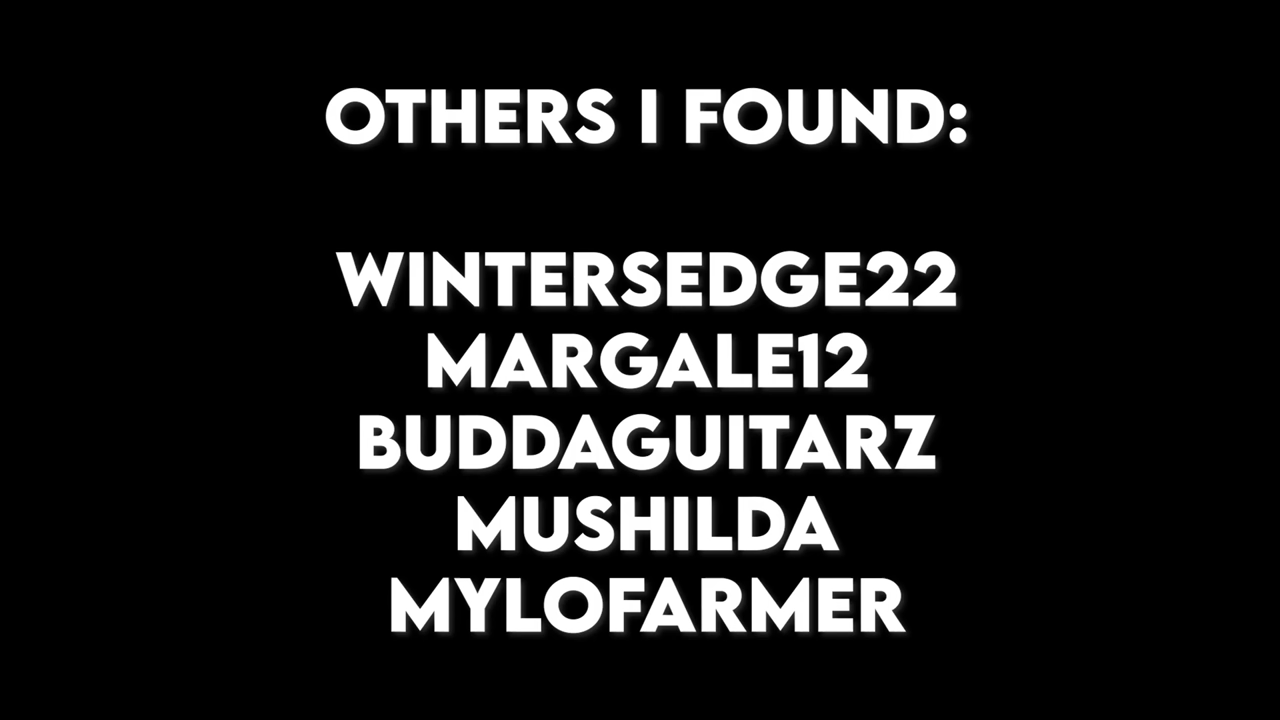 OTHERS I FOUND:
WINTERSEDGE22
MARGALE12
BUDDAGUITARZ
MUSHILDA
MYLOFARMER